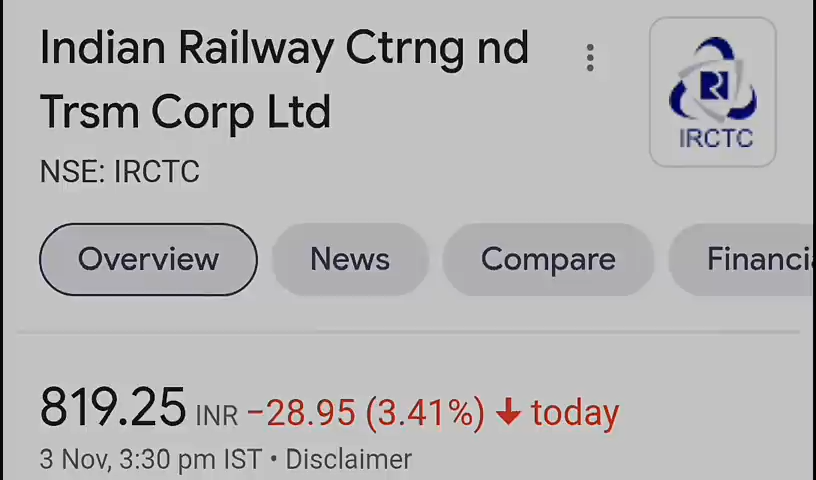 Indian Railway Ctrng nd
Trsm Corp Ltd
IRCTC
NSE: IRCTC
Overview News Compare Financi
819.25 INR −28.95 (3.41%) ↓ today
3 Nov, 3:30 pm IST • Disclaimer